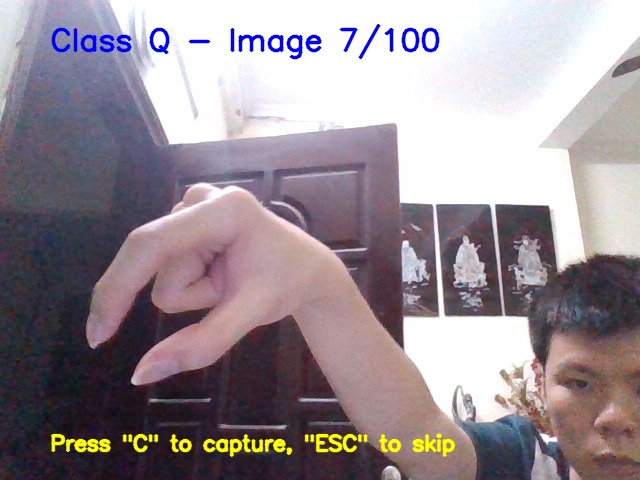 Class Q - Image 7/100
Press "C" to capture, "ESC" to skip